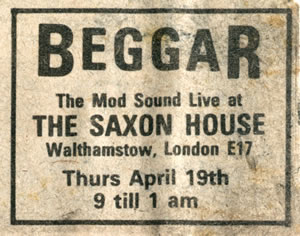 BEGGAR
The Mod Sound Live at
THE SAXON HOUSE
Walthamstow, London E17
Thurs April 19th
9 till 1 am